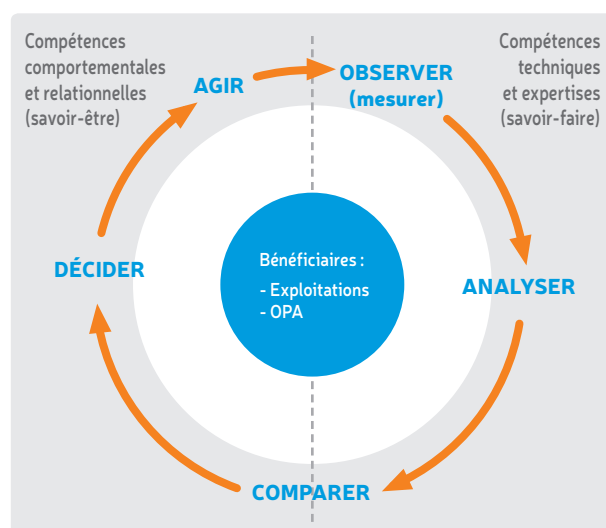 Compétences
comportementales
et relationnelles
(savoir-être)
Compétences
techniques
et expertises
(savoir-faire)
AGIR
OBSERVER
(mesurer)
DÉCIDER
Bénéficiaires :
- Exploitations
- OPA
ANALYSER
COMPARER